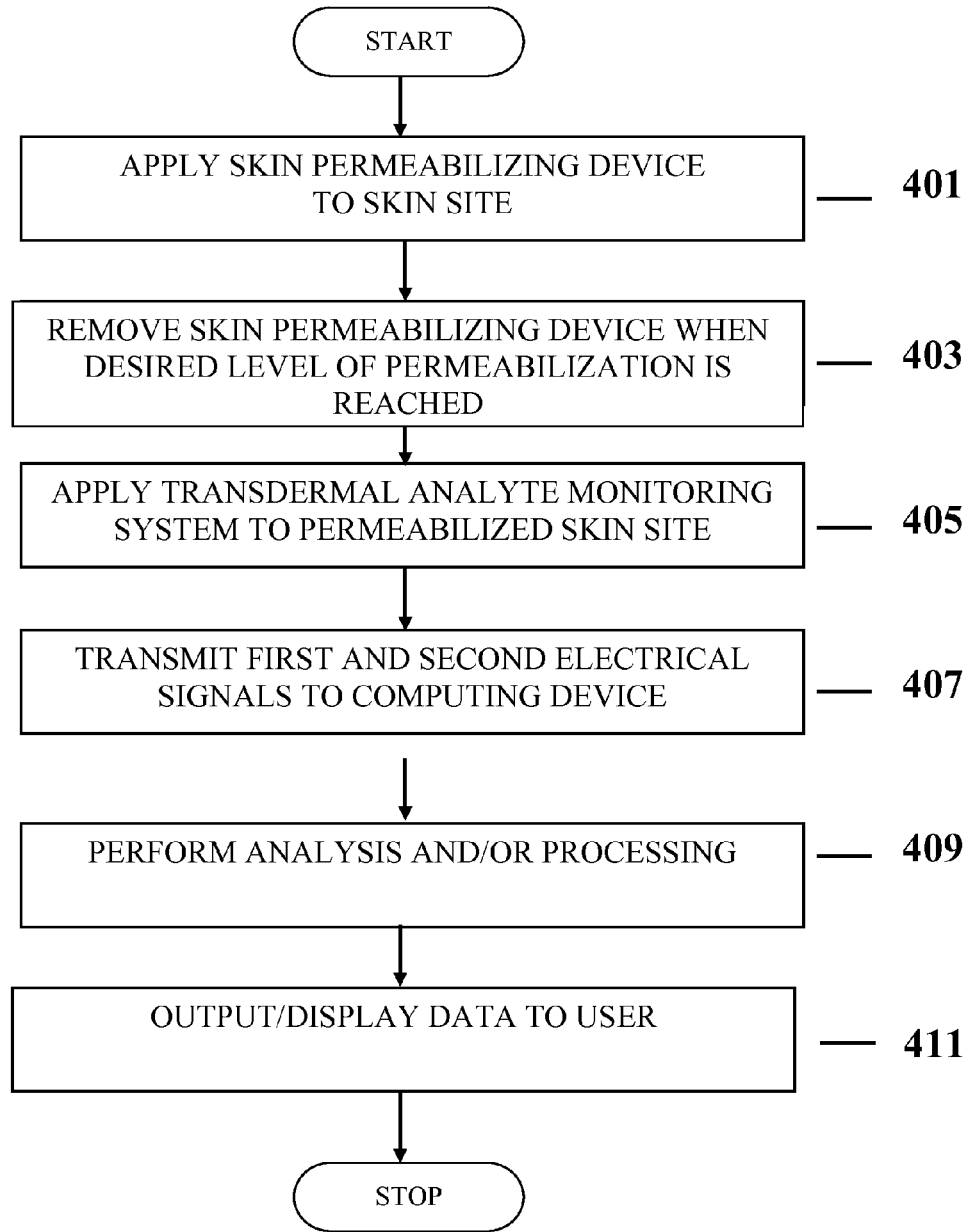 START
APPLY SKIN PERMEABILIZING DEVICE
TO SKIN SITE
401
REMOVE SKIN PERMEABILIZING DEVICE WHEN
DESIRED LEVEL OF PERMEABILIZATION IS
REACHED
403
APPLY TRANSDERMAL ANALYTE MONITORING
SYSTEM TO PERMEABILIZED SKIN SITE
405
TRANSMIT FIRST AND SECOND ELECTRICAL
SIGNALS TO COMPUTING DEVICE
407
PERFORM ANALYSIS AND/OR PROCESSING
409
OUTPUT/DISPLAY DATA TO USER
411
STOP